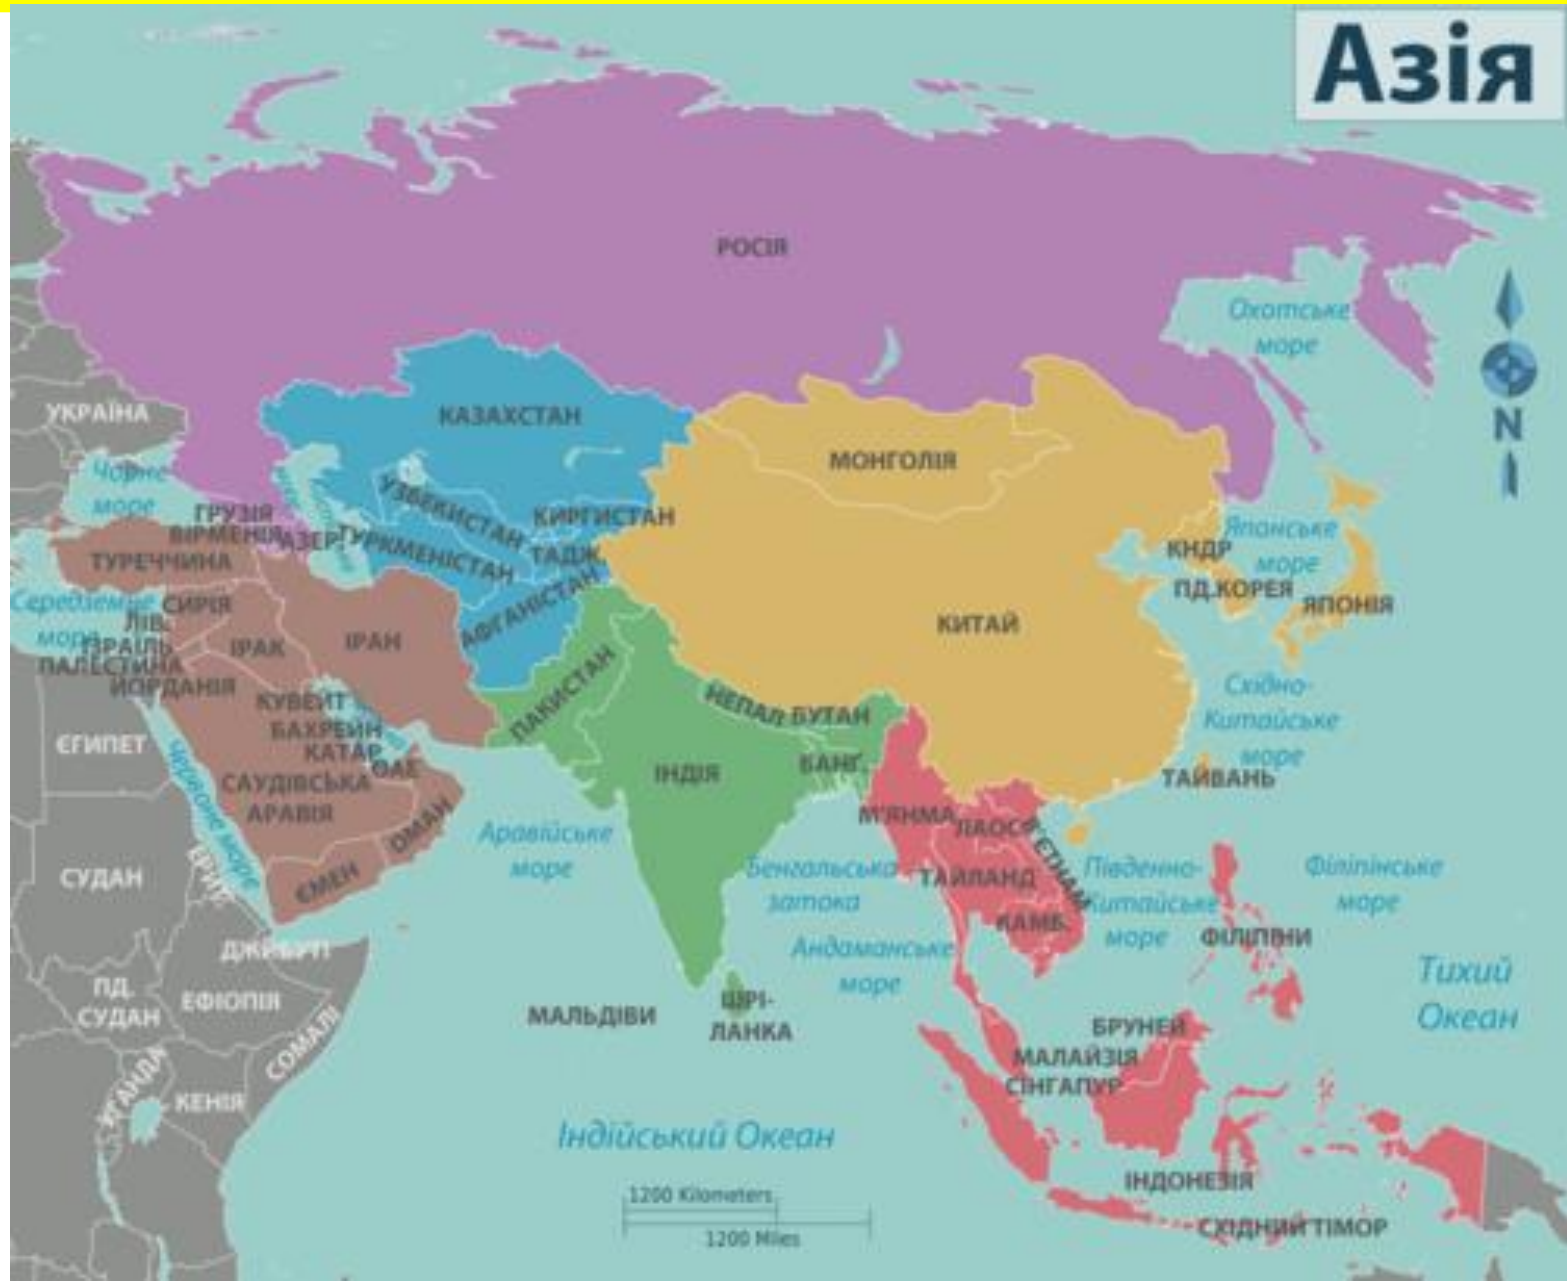 Азія
РОСІЯ
Охотське
море
N
УКРАЇНА
КАЗАХСТАН
МОНГОЛІЯ
Чорне
море
УЗБЕКИСТАН
КИРГИСТАН
ГРУЗІЯ
ВІРМЕНІЯ
АЗЕР.
ТУРКМЕНІСТАН
ТАДЖ.
Японське
море
КНДР
ТУРЕЧЧИНА
ПД.КОРЕЯ
ЯПОНІЯ
Середземне
море
СИРІЯ
ЛІВ.
ІЗРАЇЛЬ
ПАЛЕСТИНА
ЙОРДАНІЯ
ІРАК
ІРАН
АФГАНІСТАН
КИТАЙ
ПАКИСТАН
НЕПАЛ
БУТАН
Східно-
Китайське
море
КУВЕЙТ
БАХРЕЙН
КАТАР
ОАЕ
ЄГИПЕТ
Червоне море
САУДІВСЬКА
АРАВІЯ
ІНДІЯ
БАНГ.
ТАЙВАНЬ
ОМАН
ЄМЕН
Аравійське
море
М'ЯНМА
ЛАОС
В'ЄТНАМ
СУДАН
Бенгальська
затока
ТАЙЛАНД
КАМБ.
Південно-
Китайське
море
Філіпінське
море
ФІЛІПІНИ
ДЖИБУТІ
Андаманське
море
Тихий
Океан
ПД.
СУДАН
ЕФІОПІЯ
СОМАЛІ
МАЛЬДІВИ
ШРІ-
ЛАНКА
БРУНЕЙ
МАЛАЙЗІЯ
СІНГАПУР
УГАНДА
КЕНІЯ
Індійський Океан
ІНДОНЕЗІЯ
СХІДНИЙ ТІМОР
1200 Kilometers
1200 Miles